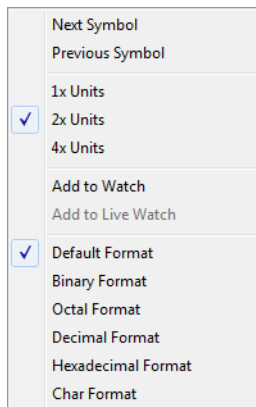 Next Symbol
Previous Symbol
1x Units
2x Units
4x Units
Add to Watch
Add to Live Watch
Default Format
Binary Format
Octal Format
Decimal Format
Hexadecimal Format
Char Format